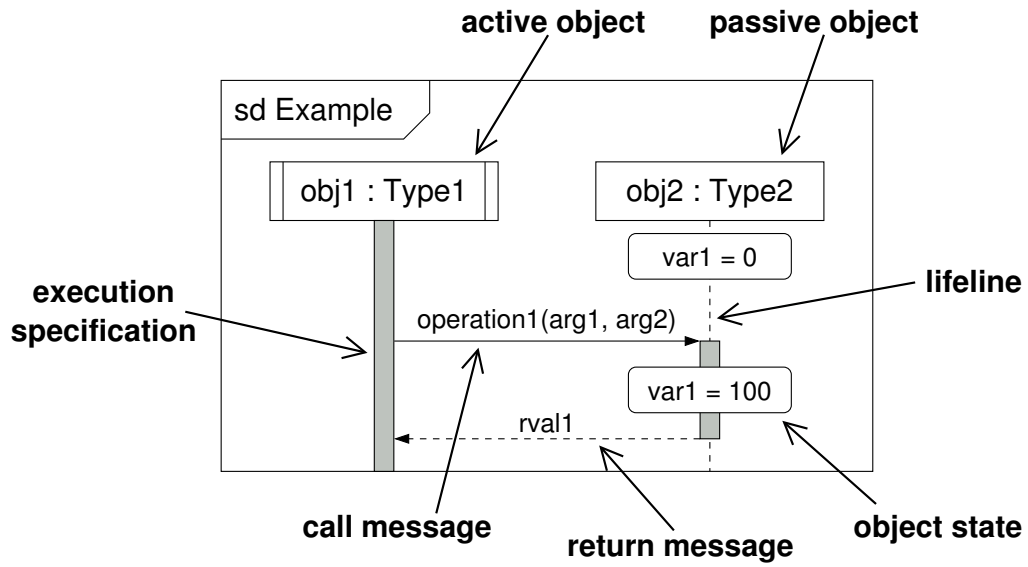 active object
passive object
sd Example
obj1 : Type1
obj2 : Type2
var1 = 0
execution
specification
lifeline
operation1(arg1, arg2)
var1 = 100
rval1
call message
return message
object state